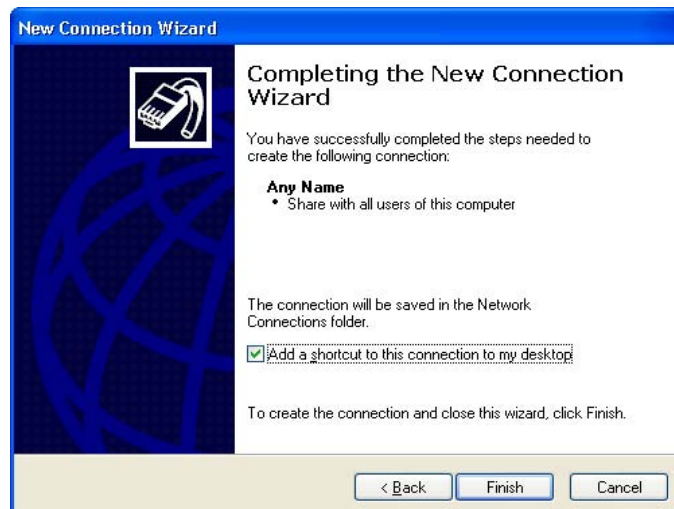 New Connection Wizard
Completing the New Connection
Wizard
You have successfully completed the steps needed to
create the following connection:
Any Name
• Share with all users of this computer
The connection will be saved in the Network
Connections folder.
Add a shortcut to this connection to my desktop
To create the connection and close this wizard, click Finish.
< Back
Finish
Cancel